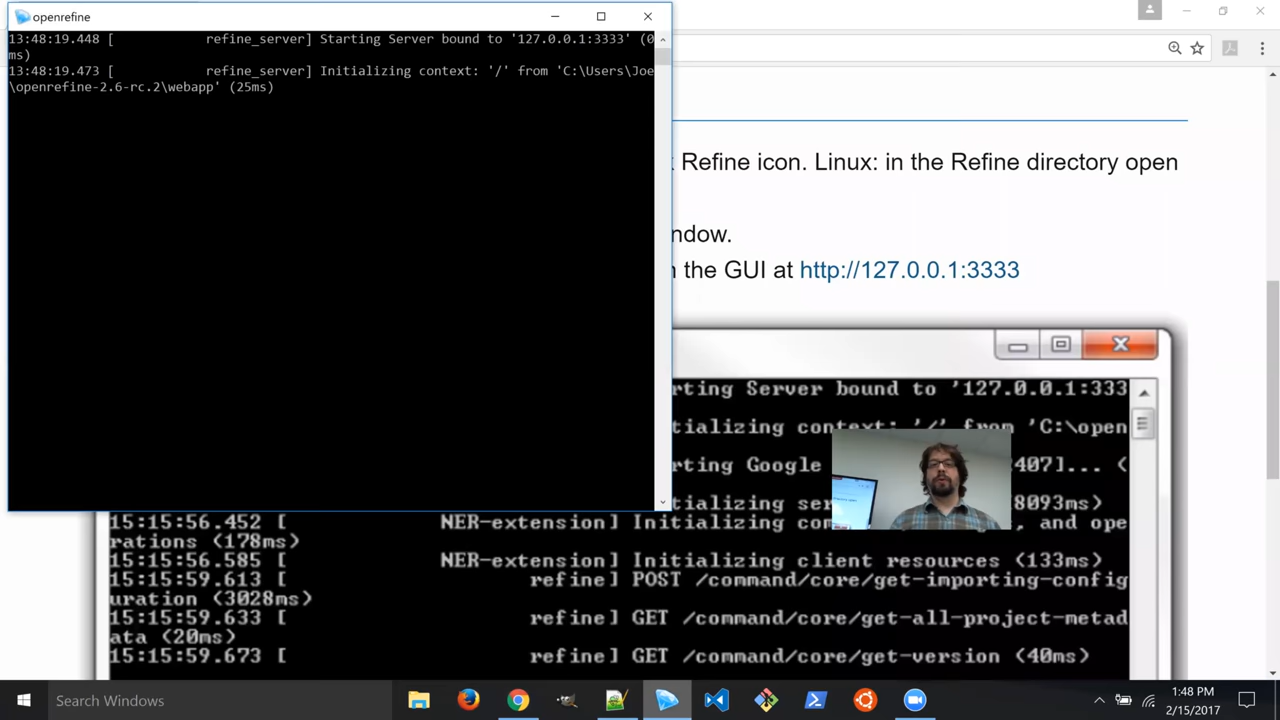 openrefine
13:48:19.448 [ refine_server] Starting Server bound to '127.0.0.1:3333' (0
ms)
13:48:19.473 [ refine_server] Initializing context: '/' from 'C:\Users\Joe
\openrefine-2.6-rc.2\webapp' (25ms)
Refine icon. Linux: in the Refine directory open
ndow.
the GUI at http://127.0.0.1:3333
rting Server bound to '127.0.0.1:333
tializing context: '/' from 'C:\open
rting Google 407]... (
tializing ser 8093ms)
15:15:56.452 [ NER-extension] Initializing com , and ope
rations (178ms)
15:15:56.585 [ NER-extension] Initializing client resources (133ms)
15:15:59.613 [ refine] POST /command/core/get-importing-config
uration (3028ms)
15:15:59.633 [ refine] GET /command/core/get-all-project-metad
ata (20ms)
15:15:59.673 [ refine] GET /command/core/get-version (40ms)
Search Windows
1:48 PM
2/15/2017